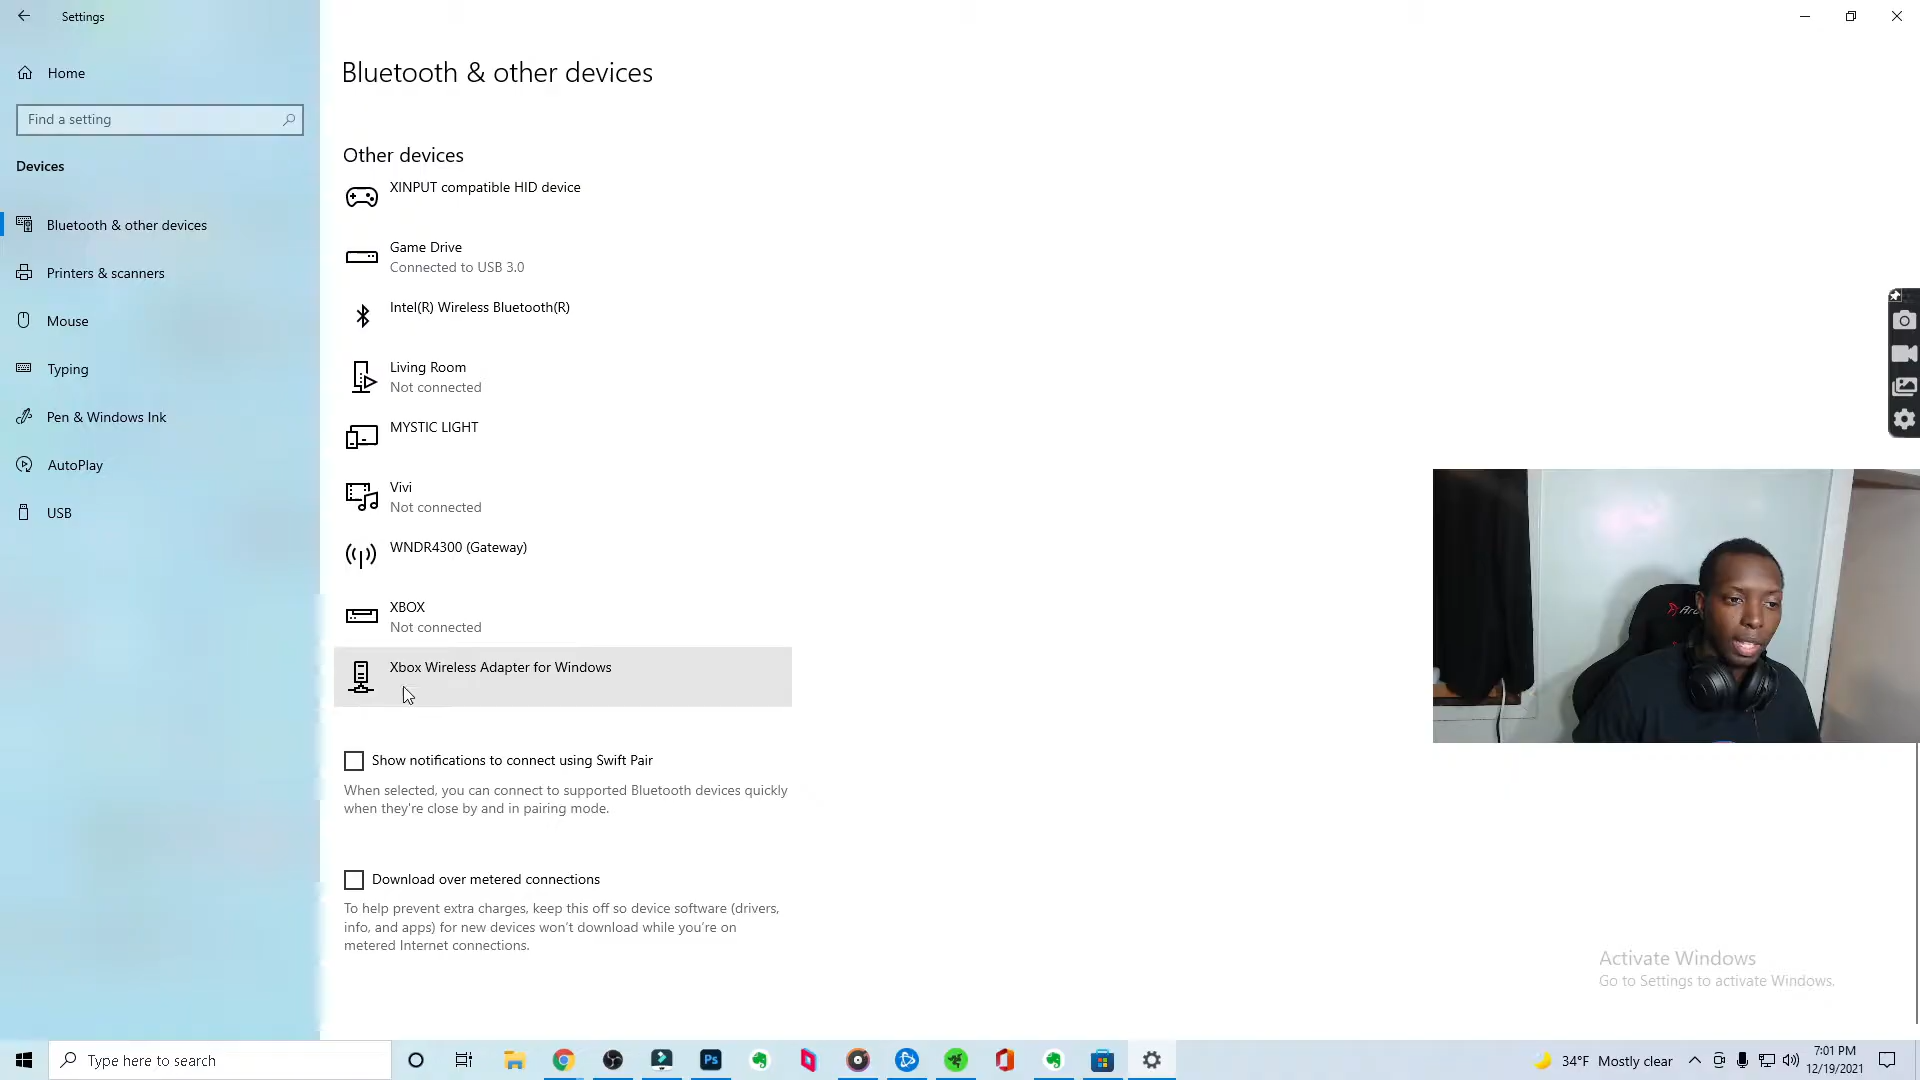 Settings
Home
Find a setting
Devices
Bluetooth & other devices
Printers & scanners
Mouse
Typing
Pen & Windows Ink
AutoPlay
USB
Bluetooth & other devices
Other devices
XINPUT compatible HID device
Game Drive
Connected to USB 3.0
Intel(R) Wireless Bluetooth(R)
Living Room
Not connected
MYSTIC LIGHT
Vivi
Not connected
WNDR4300 (Gateway)
XBOX
Not connected
Xbox Wireless Adapter for Windows
Show notifications to connect using Swift Pair
When selected, you can connect to supported Bluetooth devices quickly
when they're close by and in pairing mode.
Download over metered connections
To help prevent extra charges, keep this off so device software (drivers,
info, and apps) for new devices won't download while you're on
metered Internet connections.
Activate Windows
Go to Settings to activate Windows.
Type here to search
Ps
34°F Mostly clear
7:01 PM
12/19/2021